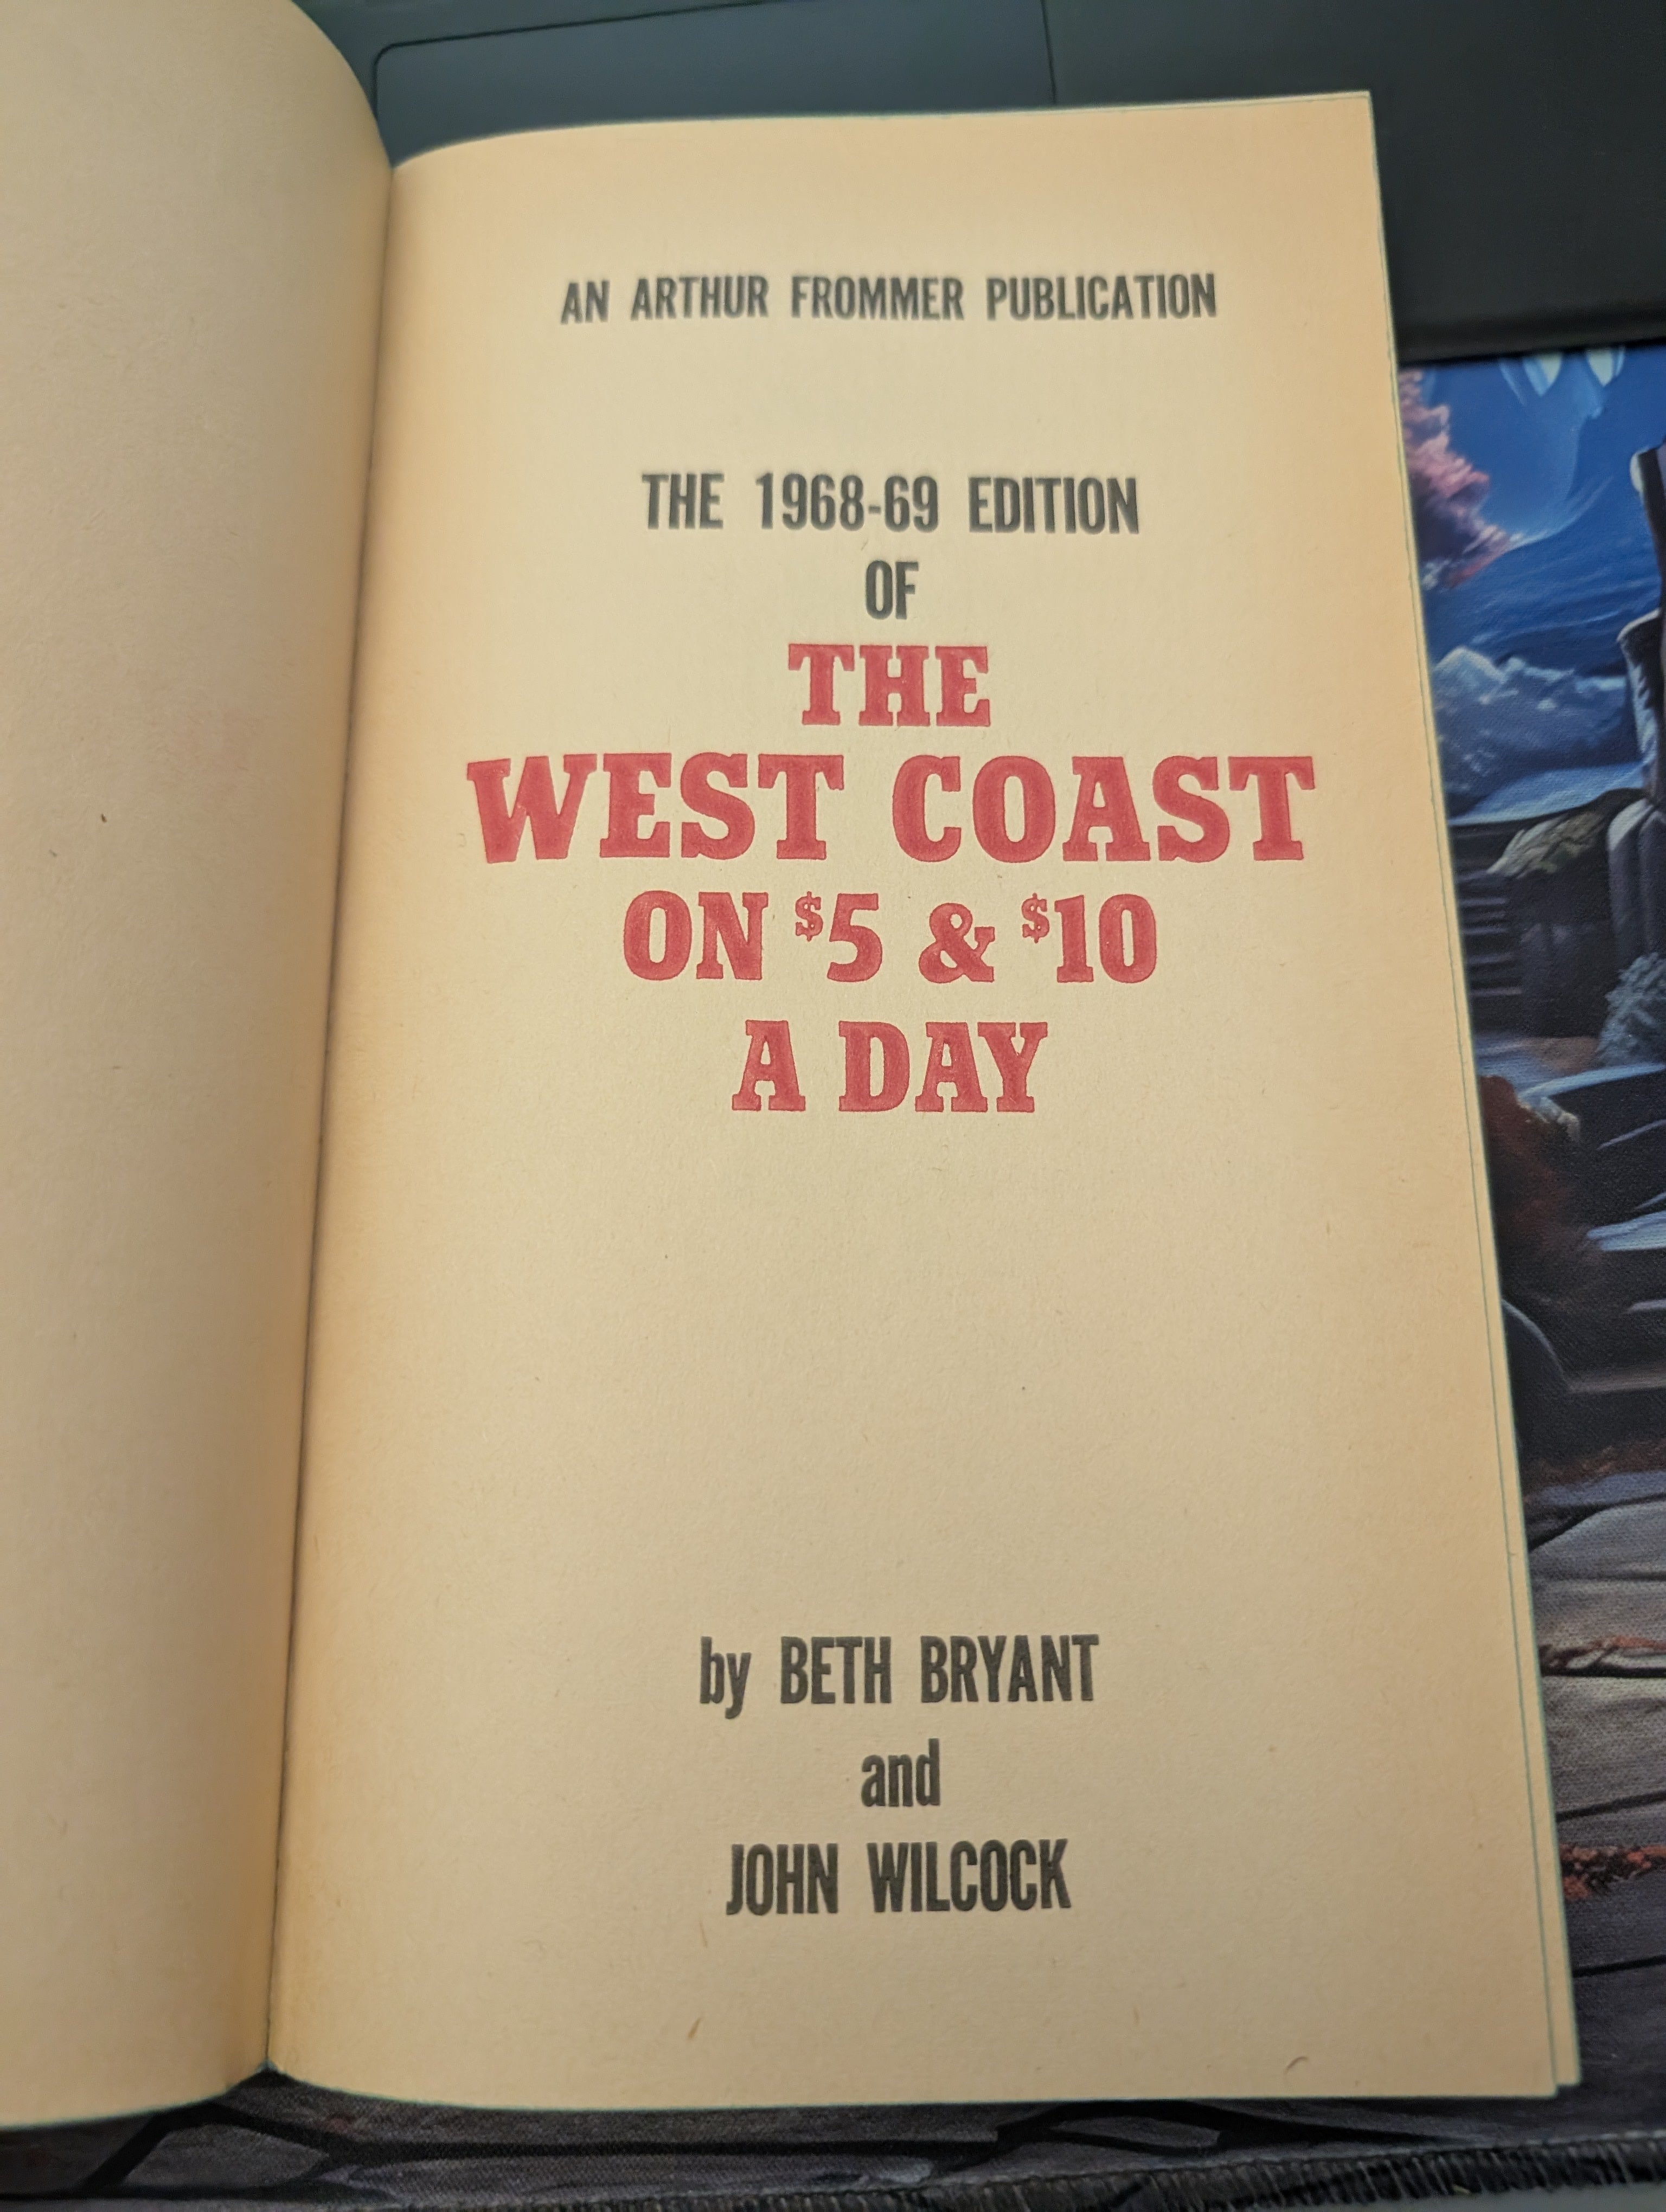 AN ARTHUR FROMMER PUBLICATION
THE 1968-69 EDITION
OF
THE
WEST COAST
ON $5 & $10
A DAY
by BETH BRYANT
and
JOHN WILCOCK